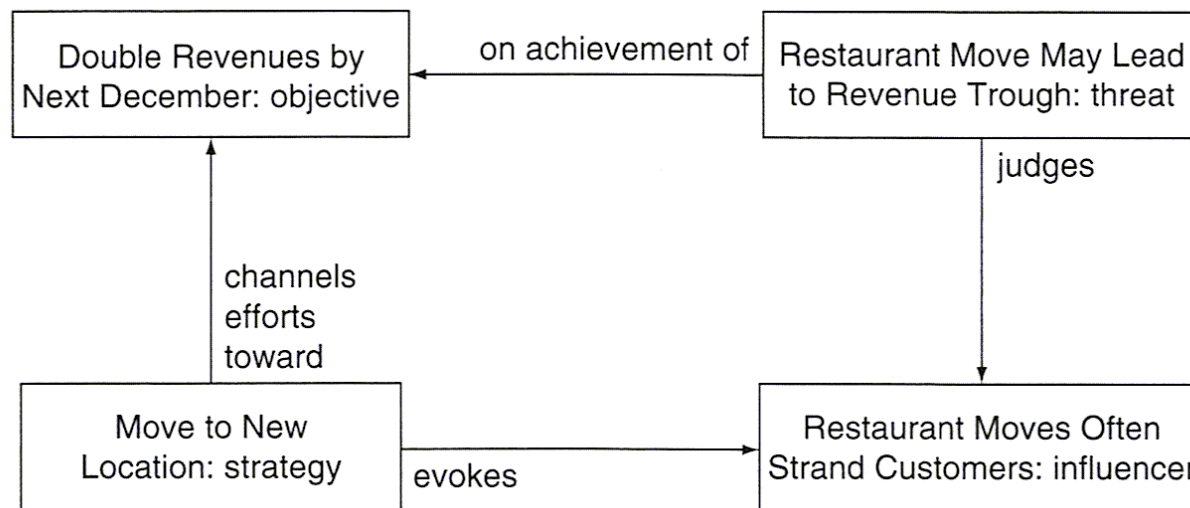 Double Revenues by
Next December: objective
on achievement of
Restaurant Move May Lead
to Revenue Trough: threat
judges
channels
efforts
toward
Move to New
Location: strategy
evokes
Restaurant Moves Often
Strand Customers: influencer